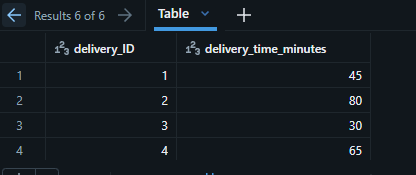 Results 6 of 6 Table
123 delivery_ID 123 delivery_time_minutes
1 1 45
2 2 80
3 3 30
4 4 65